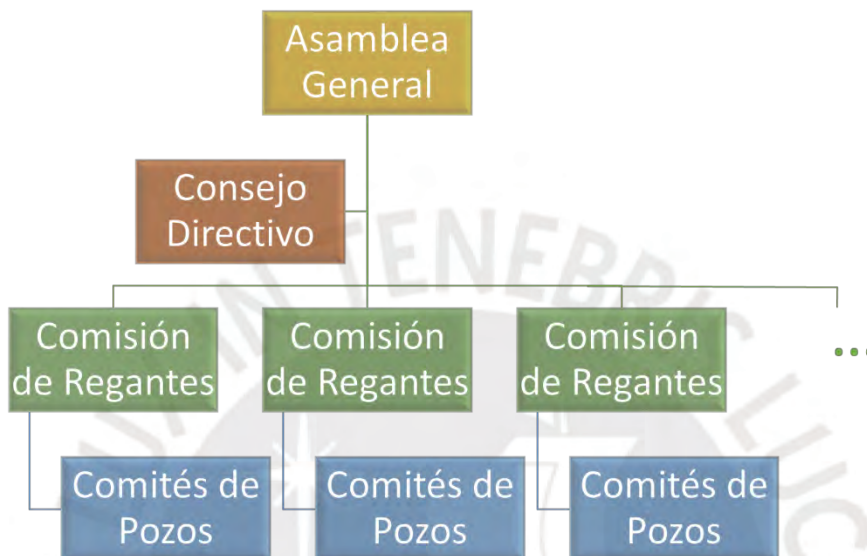 Asamblea
General
Consejo
Directivo
Comisión
de Regantes
Comisión
de Regantes
Comisión
de Regantes
...
Comités de
Pozos
Comités de
Pozos
Comités de
Pozos
TENEBRIS